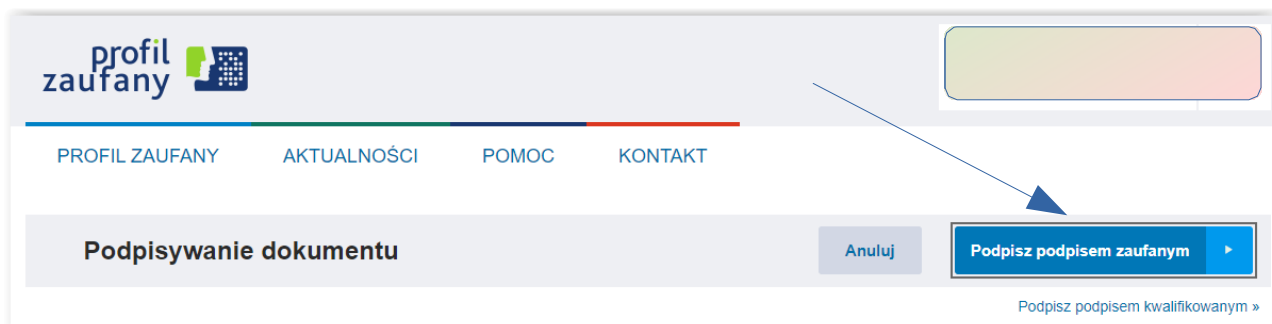 profil
zaufany
PROFIL ZAUFANY AKTUALNOŚCI POMOC KONTAKT
Podpisywanie dokumentu Anuluj Podpisz podpisem zaufanym
Podpisz podpisem kwalifikowanym »